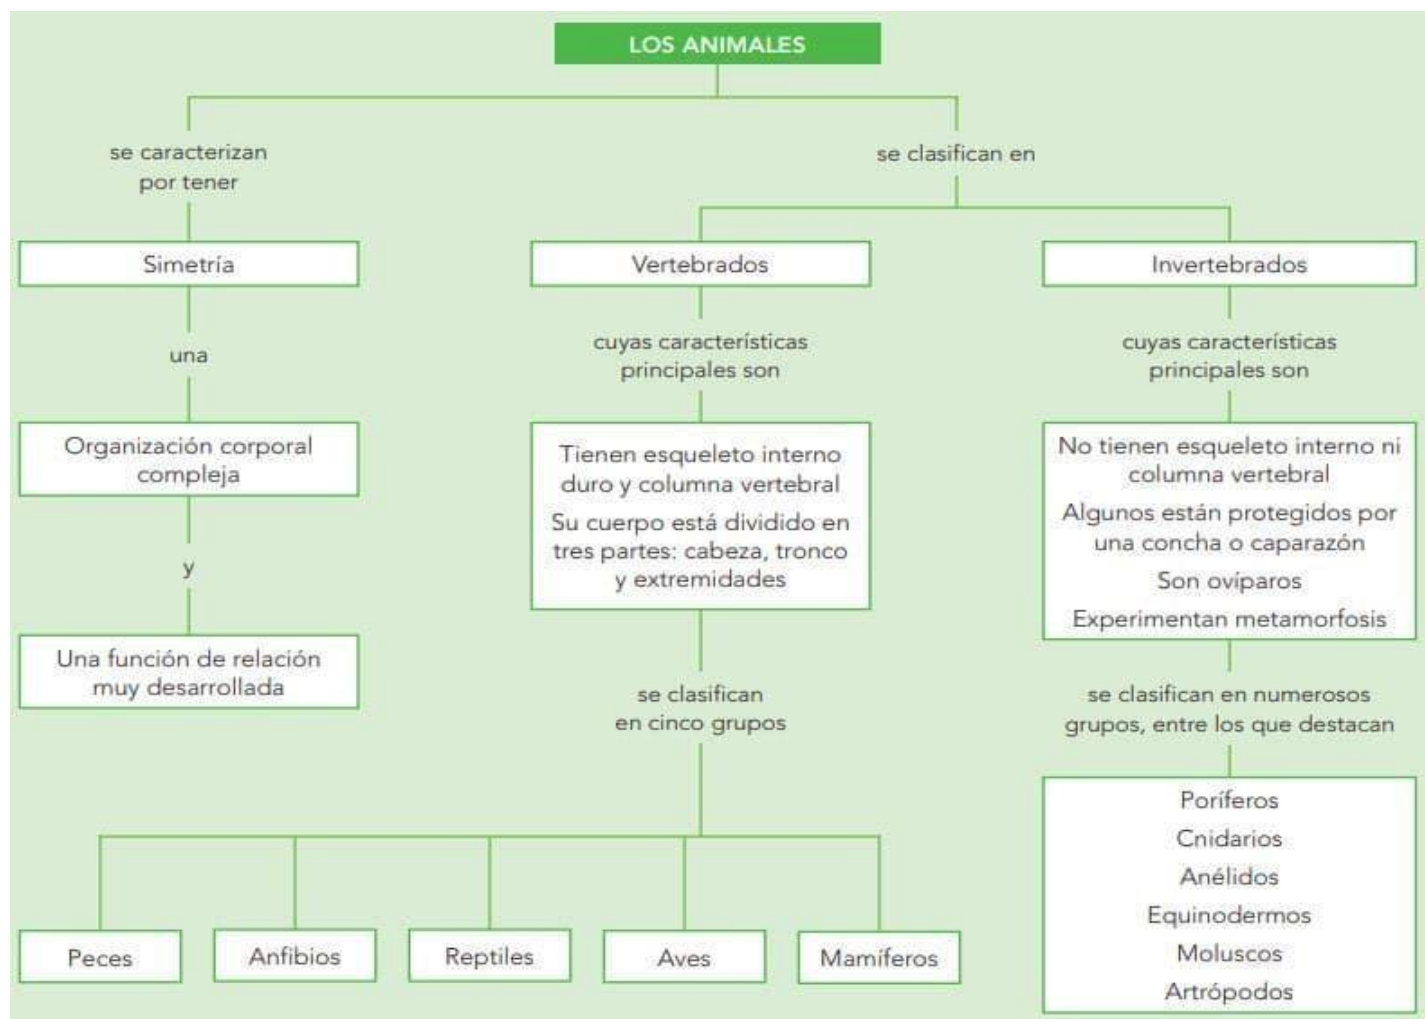 LOS ANIMALES
se caracterizan
por tener
Simetría
una
Organización corporal
compleja
y
Una función de relación
muy desarrollada
se clasifican en
Vertebrados
cuyas características
principales son
Tienen esqueleto interno
duro y columna vertebral
Su cuerpo está dividido en
tres partes: cabeza, tronco
y extremidades
se clasifican
en cinco grupos
Peces
Anfibios
Reptiles
Aves
Mamíferos
Invertebrados
cuyas características
principales son
No tienen esqueleto interno ni
columna vertebral
Algunos están protegidos por
una concha o caparazón
Son ovíparos
Experimentan metamorfosis
se clasifican en numerosos
grupos, entre los que destacan
Poríferos
Cnidarios
Anélidos
Equinodermos
Moluscos
Artrópodos